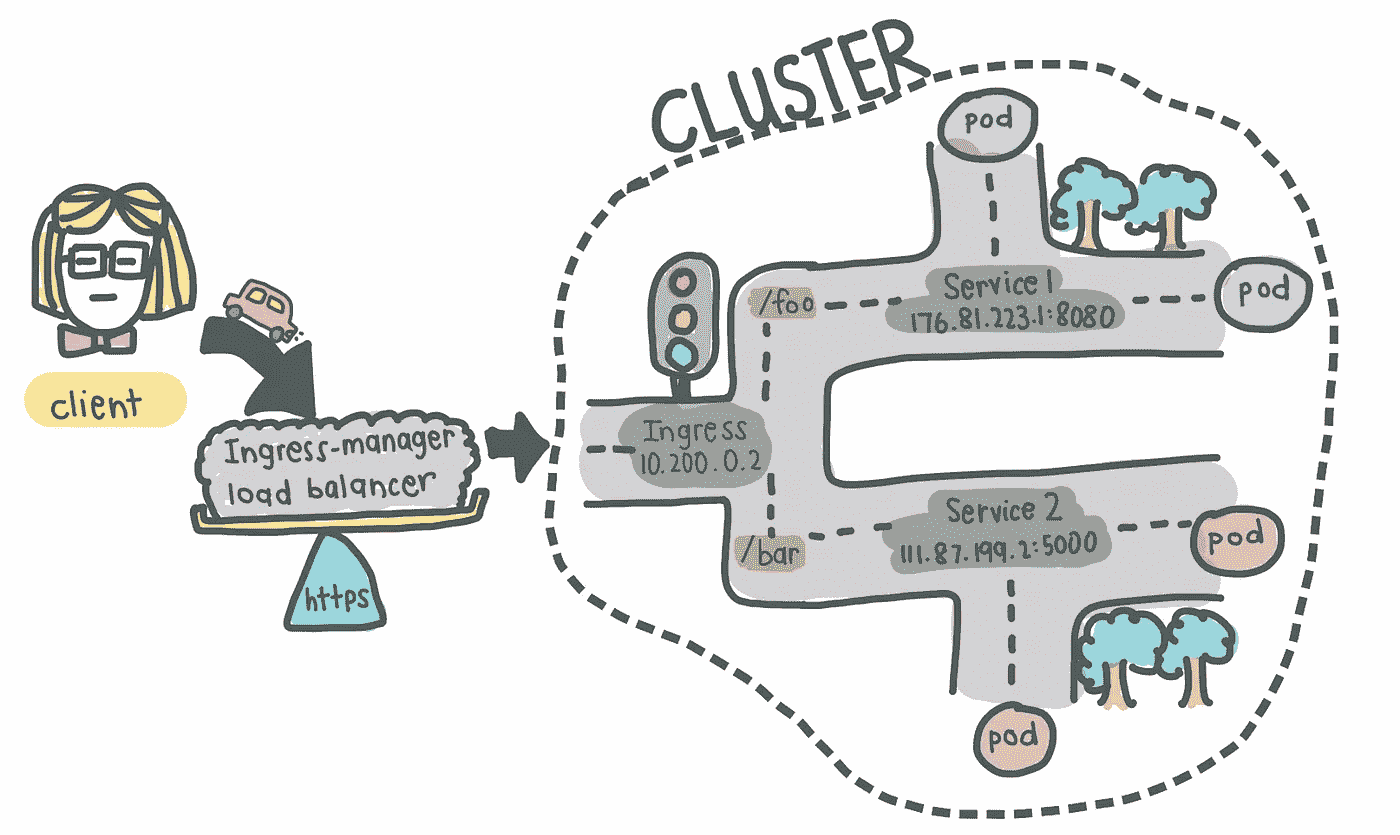 CLUSTER
pod
client
Ingress-manager
load balancer
https
Ingress
10.200.0.2
/foo
Service 1
176.81.223.1:8080
pod
/bar
Service 2
111.87.199.2:5000
pod
pod